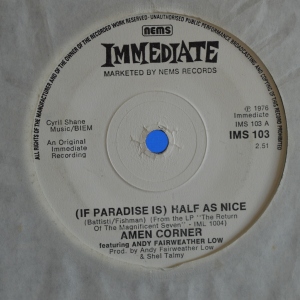 nems
IMMEDIATE
MARKETED BY NEMS RECORDS
ALL RIGHTS OF THE MANUFACTURER AND OF THE OWNER OF THE RECORDED WORK RESERVED - UNAUTHORISED PUBLIC PERFORMANCE BROADCASTING AND COPYING OF THIS RECORD PROHIBITED
Cyril Shane
Music/BIEM
An Original
Immediate
Recording
℗ 1976
Immediate
IMS 103 A
IMS 103
2.51
(IF PARADISE IS) HALF AS NICE
(Battisti/Fishman) (From the LP "The Return
Of The Magnificent Seven" - IML 1004)
AMEN CORNER
featuring ANDY FAIRWEATHER LOW
Prod. by Andy Fairweather Low
& Shel Talmy